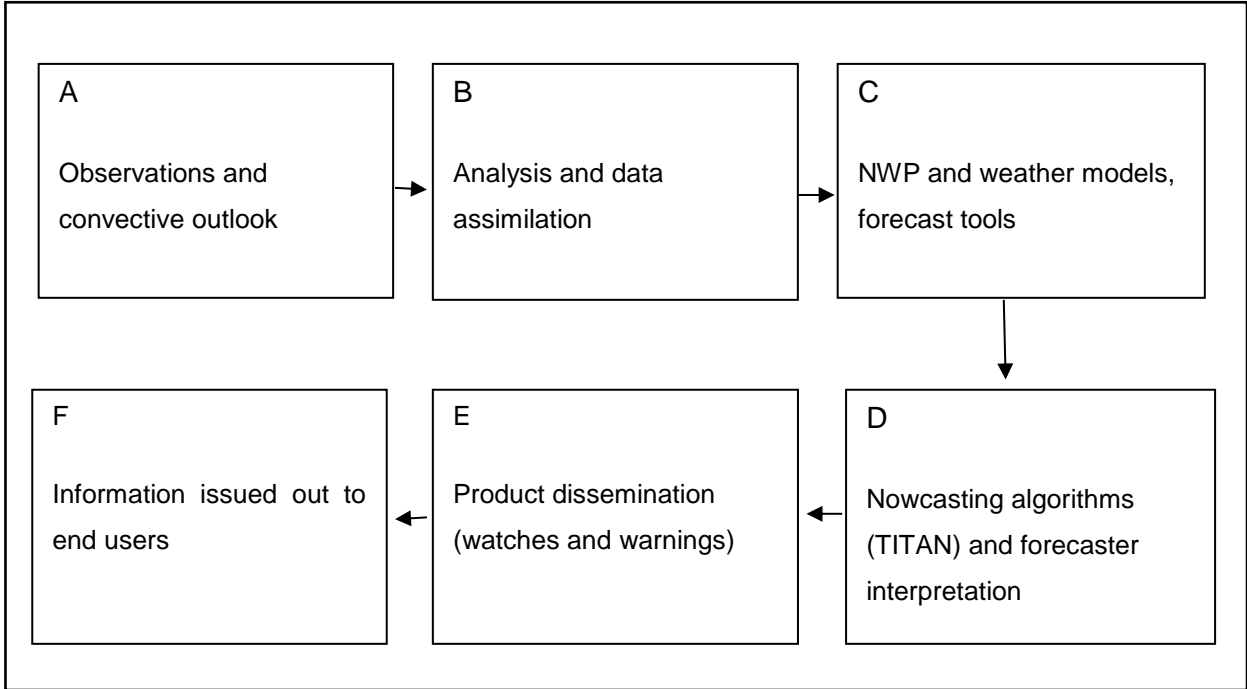 A
Observations and
convective outlook
B
Analysis and data
assimilation
C
NWP and weather models,
forecast tools
D
Nowcasting algorithms
(TITAN) and forecaster
interpretation
E
Product dissemination
(watches and warnings)
F
Information issued out to
end users